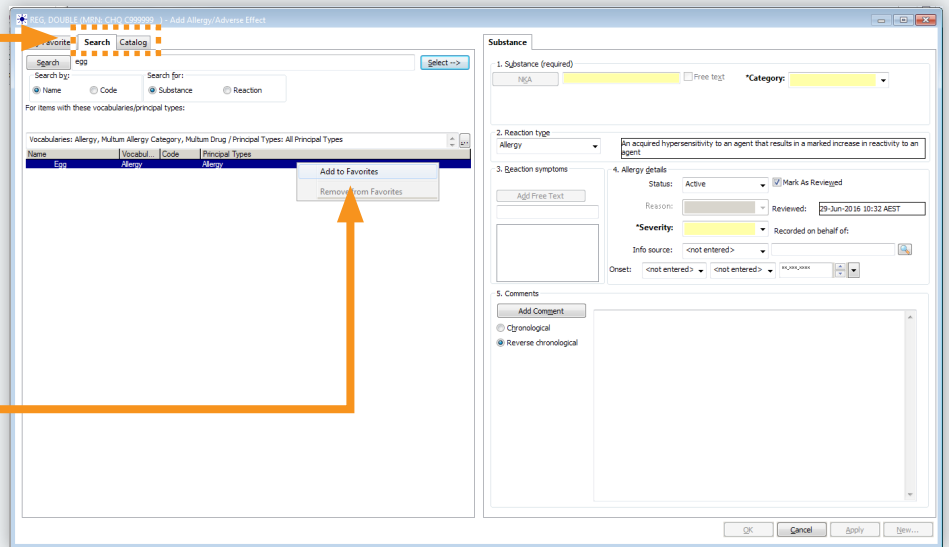 REG, DOUBLE (MRN: CHQ C999999 ) - Add Allergy/Adverse Effect
Favorite Search Catalog
Search egg Select -->
Search by: Search for:
Name Code Substance Reaction
For items with these vocabularies/principal types:
Vocabularies: Allergy, Multum Allergy Category, Multum Drug / Principal Types: All Principal Types ...
Name Vocabul... Code Principal Types
Egg Allergy Allergy
Add to Favorites
Remove from Favorites
Substance
1. Substance (required)
NKA Free text *Category:
2. Reaction type
Allergy An acquired hypersensitivity to an agent that results in a marked increase in reactivity to an
agent
3. Reaction symptoms
Add Free Text
4. Allergy details
Status: Active Mark As Reviewed
Reason: Reviewed: 29-Jun-2016 10:32 AEST
*Severity: Recorded on behalf of:
Info source: <not entered>
Onset: <not entered> <not entered> **-***-****
5. Comments
Add Comment
Chronological
Reverse chronological
OK Cancel Apply New...